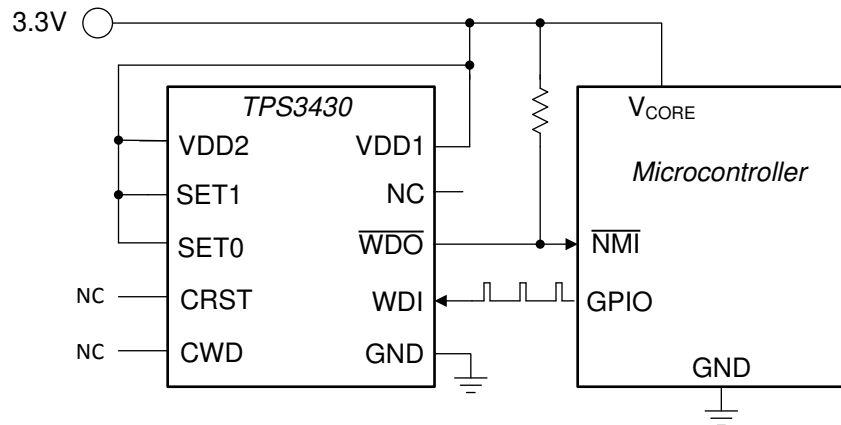 3.3V
TPS3430
VDD2
VDD1
SET1
NC
SET0
WDO
NC
CRST
WDI
NC
CWD
GND
VCORE
Microcontroller
NMI
GPIO
GND